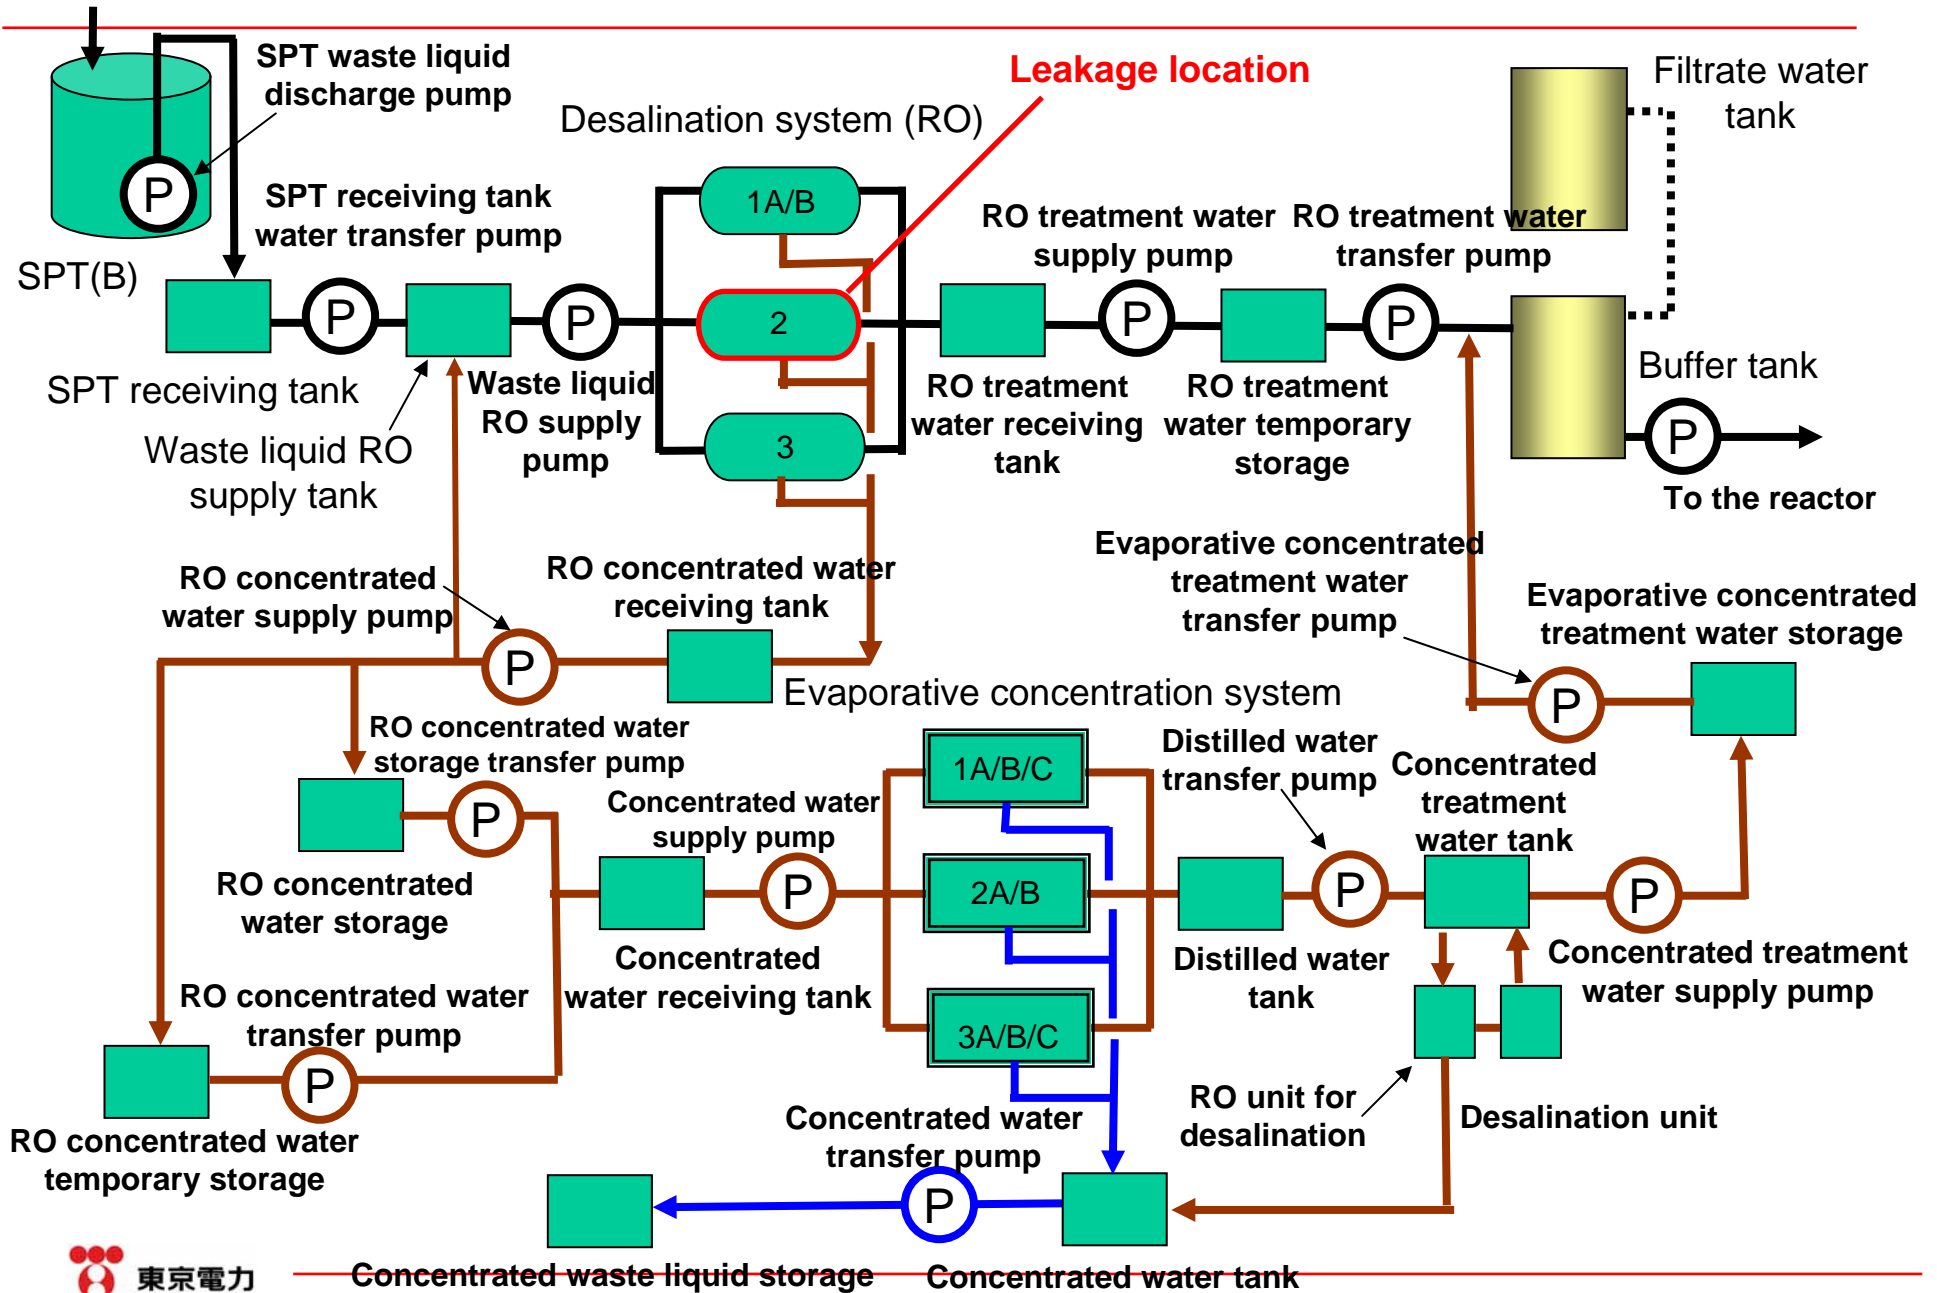 SPT waste liquid
discharge pump
Leakage location
Filtrate water
tank
Desalination system (RO)
P
SPT receiving tank
water transfer pump
1A/B
RO treatment water
supply pump
RO treatment water
transfer pump
SPT(B)
P
P
2
P
P
SPT receiving tank
Waste liquid
RO supply
pump
RO treatment
water receiving
tank
RO treatment
water temporary
storage
Buffer tank
P
Waste liquid RO
supply tank
3
To the reactor
RO concentrated
water supply pump
RO concentrated water
receiving tank
Evaporative concentrated
treatment water
transfer pump
Evaporative concentrated
treatment water storage
P
P
Evaporative concentration system
RO concentrated water
storage transfer pump
1A/B/C
Distilled water
transfer pump
Concentrated
treatment
water tank
P
Concentrated water
supply pump
P
2A/B
P
P
RO concentrated
water storage
Concentrated
water receiving tank
Distilled water
tank
Concentrated treatment
water supply pump
RO concentrated water
transfer pump
3A/B/C
P
RO concentrated water
temporary storage
Concentrated water
transfer pump
RO unit for
desalination
Desalination unit
P
東京電力
Concentrated waste liquid storage
Concentrated water tank